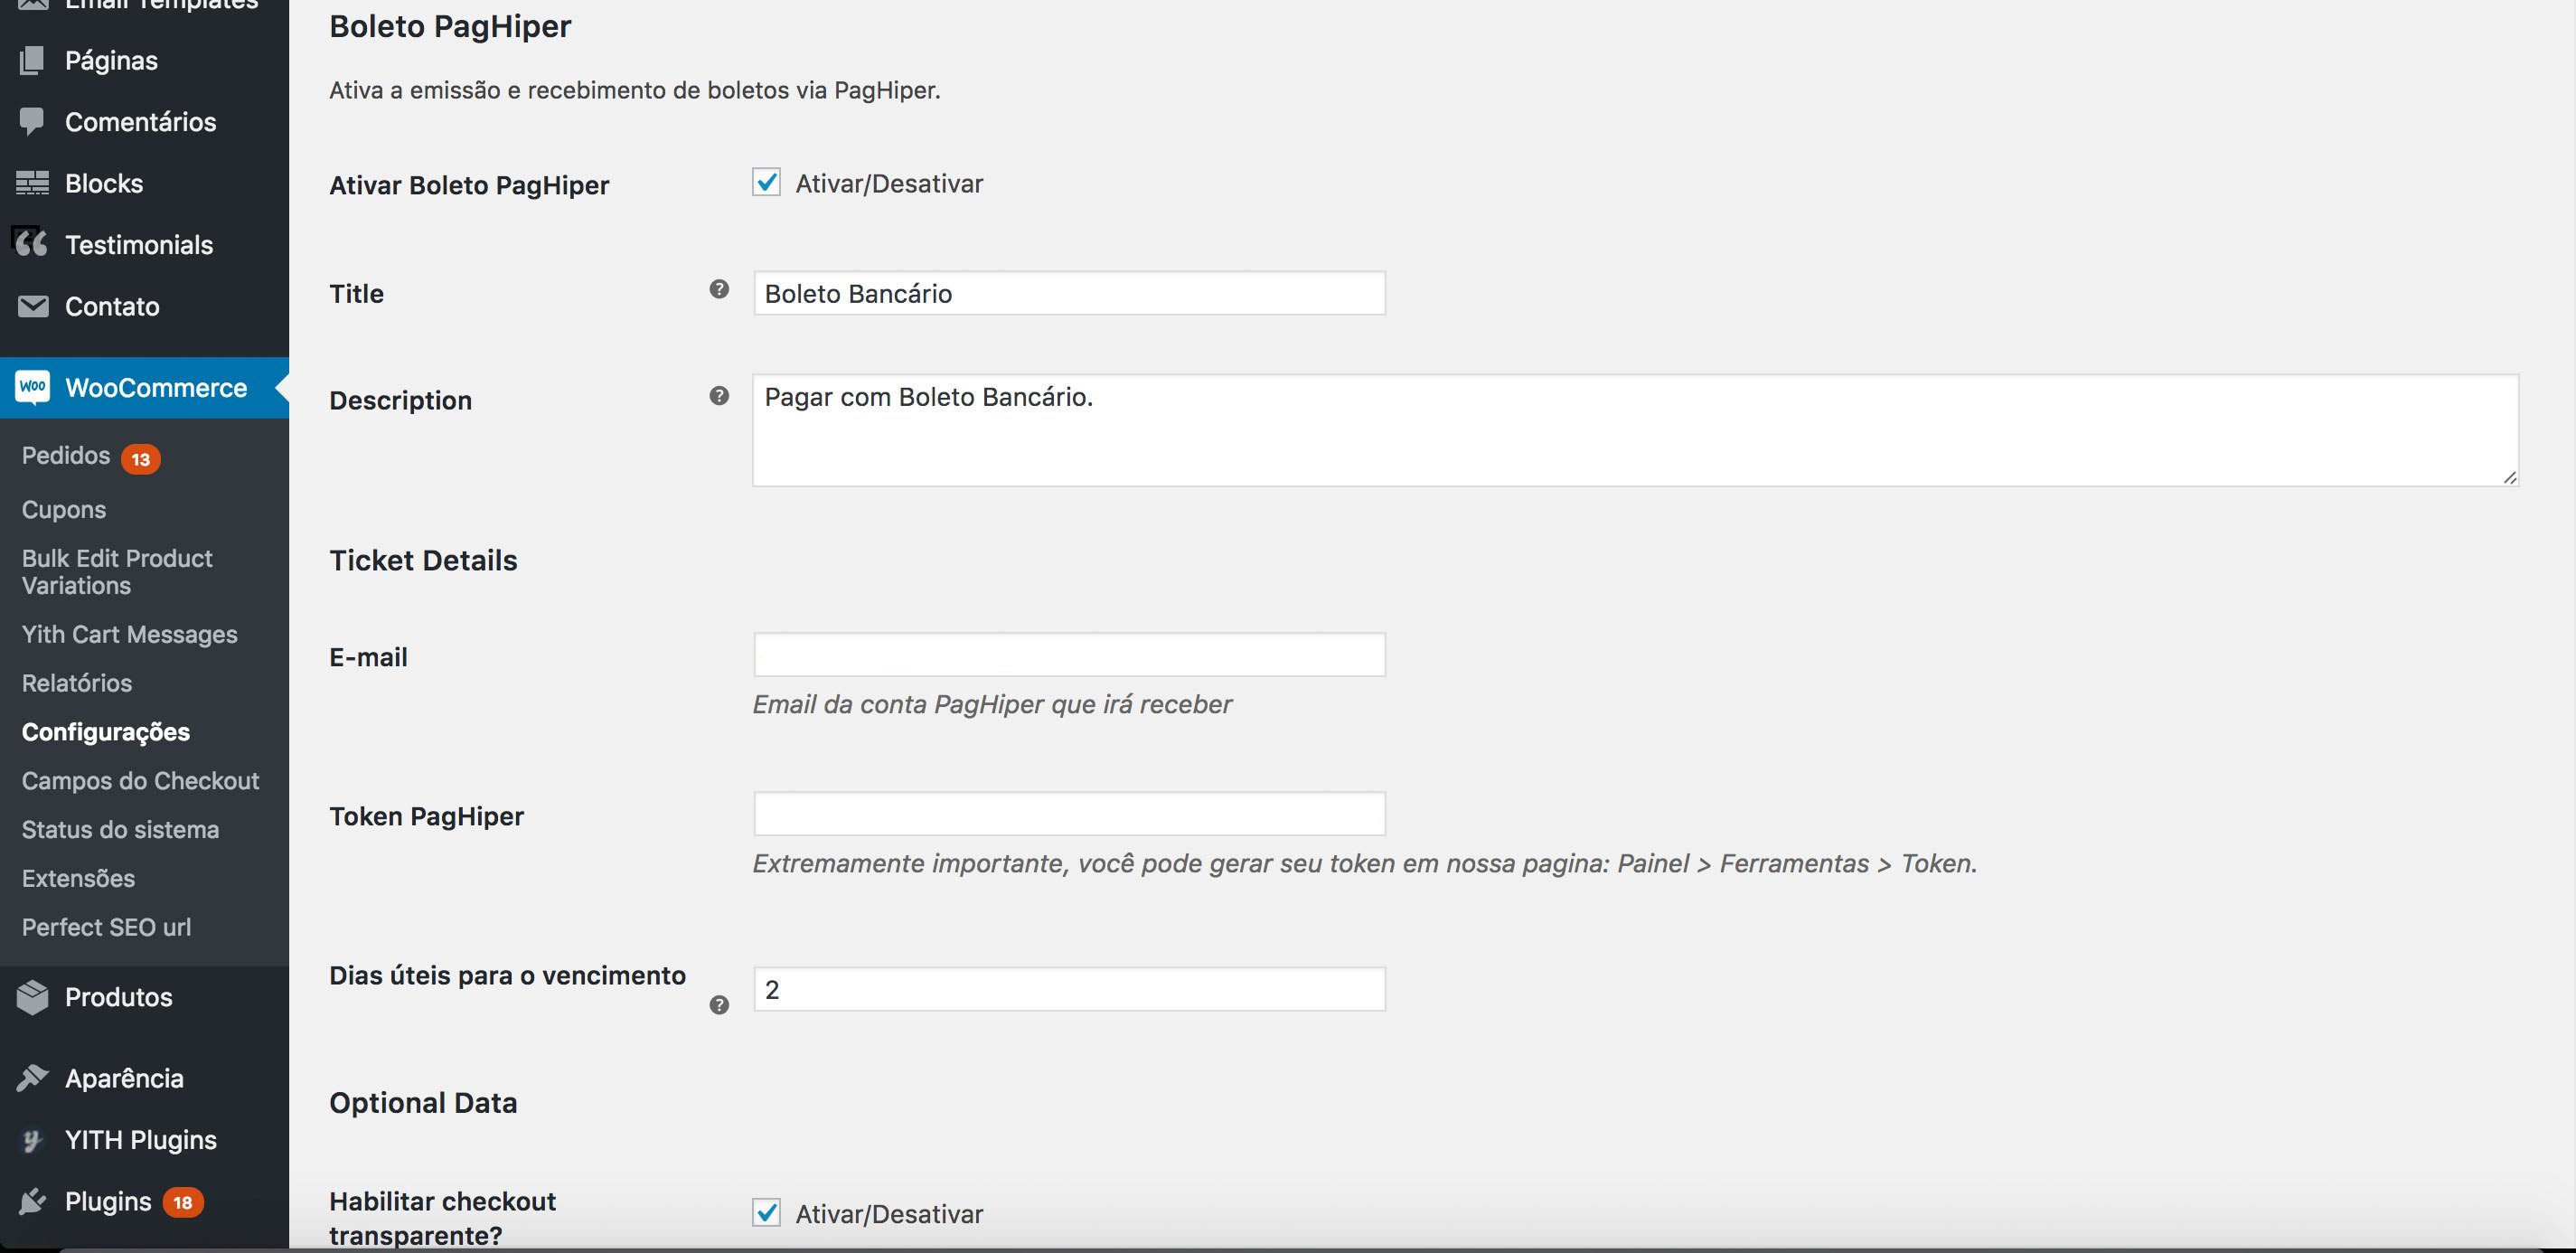 Email Templates
Páginas
Comentários
Blocks
Testimonials
Contato
WOO WooCommerce
Pedidos 13
Cupons
Bulk Edit Product
Variations
Yith Cart Messages
Relatórios
Configurações
Campos do Checkout
Status do sistema
Extensões
Perfect SEO url
Produtos
Aparência
y YITH Plugins
Plugins 18
Boleto PagHiper
Ativa a emissão e recebimento de boletos via PagHiper.
Ativar Boleto PagHiper
Ativar/Desativar
Title ?
Boleto Bancário
Description ?
Pagar com Boleto Bancário.
Ticket Details
E-mail
Email da conta PagHiper que irá receber
Token PagHiper
Extremamente importante, você pode gerar seu token em nossa pagina: Painel > Ferramentas > Token.
Dias úteis para o vencimento ?
2
Optional Data
Habilitar checkout
transparente?
Ativar/Desativar